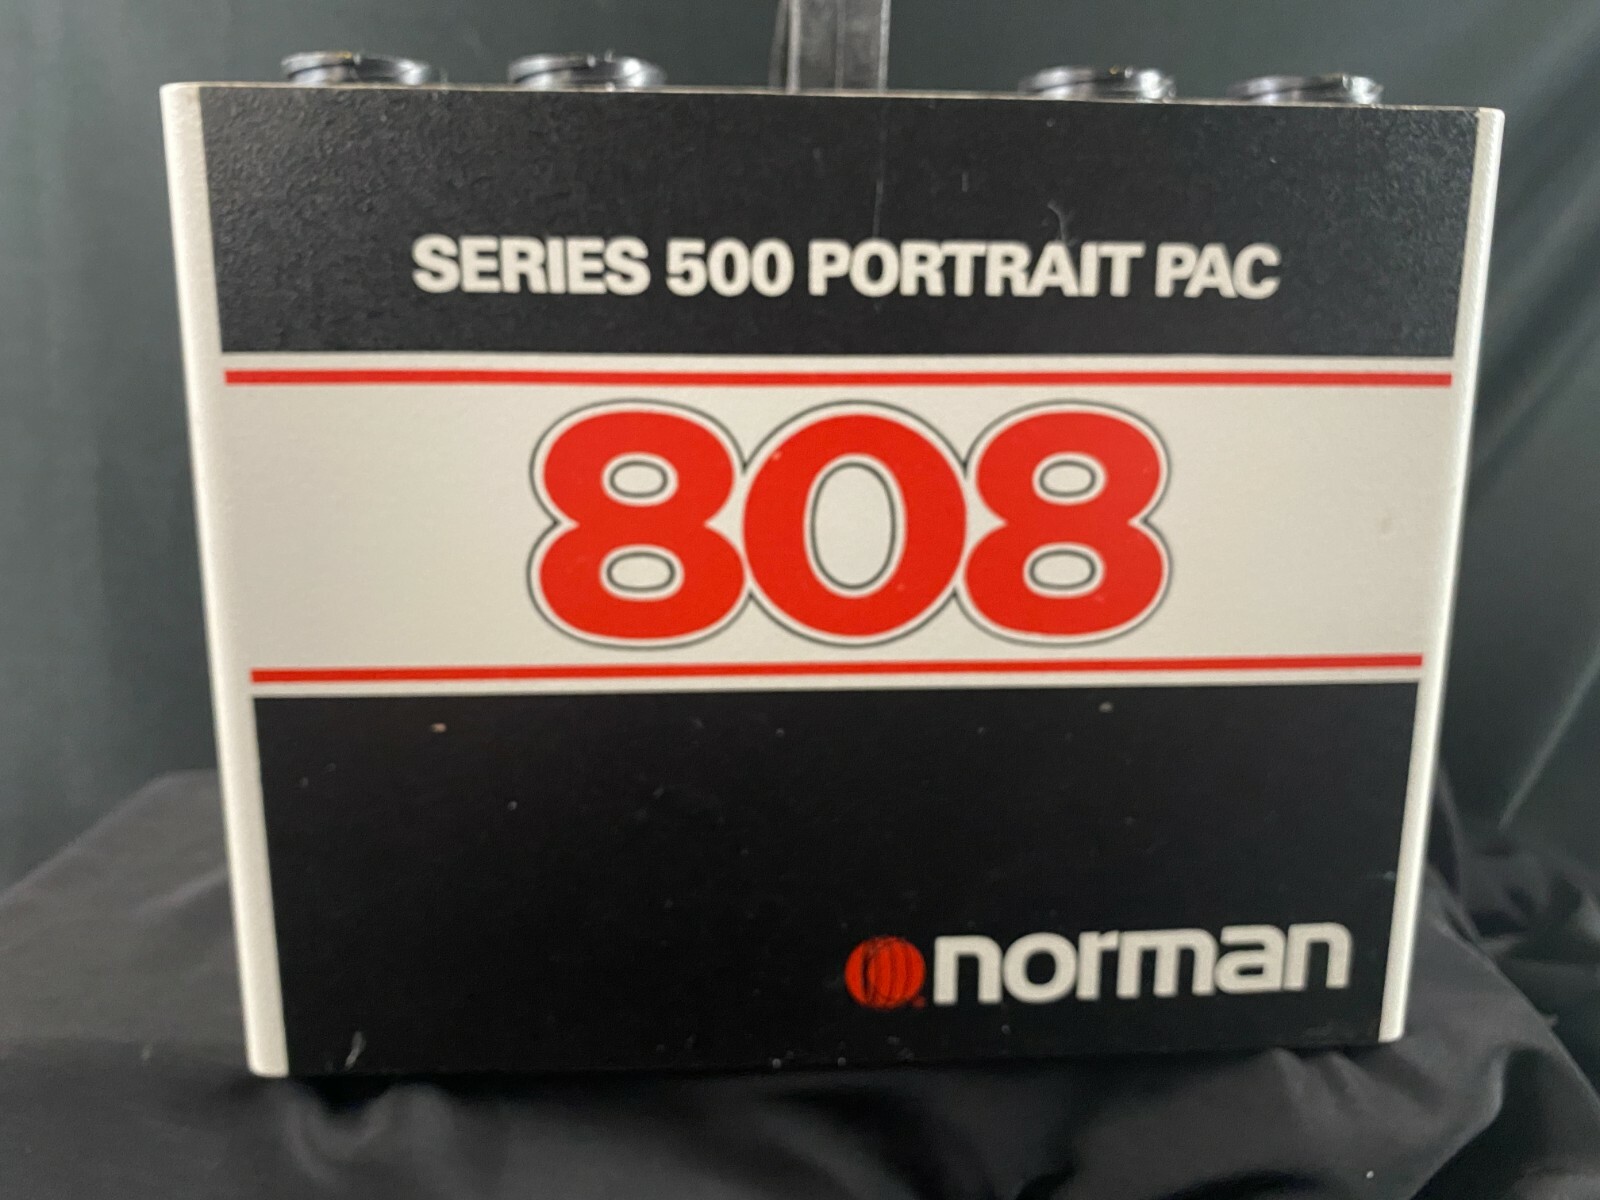 SERIES 500 PORTRAIT PAC
808
norman